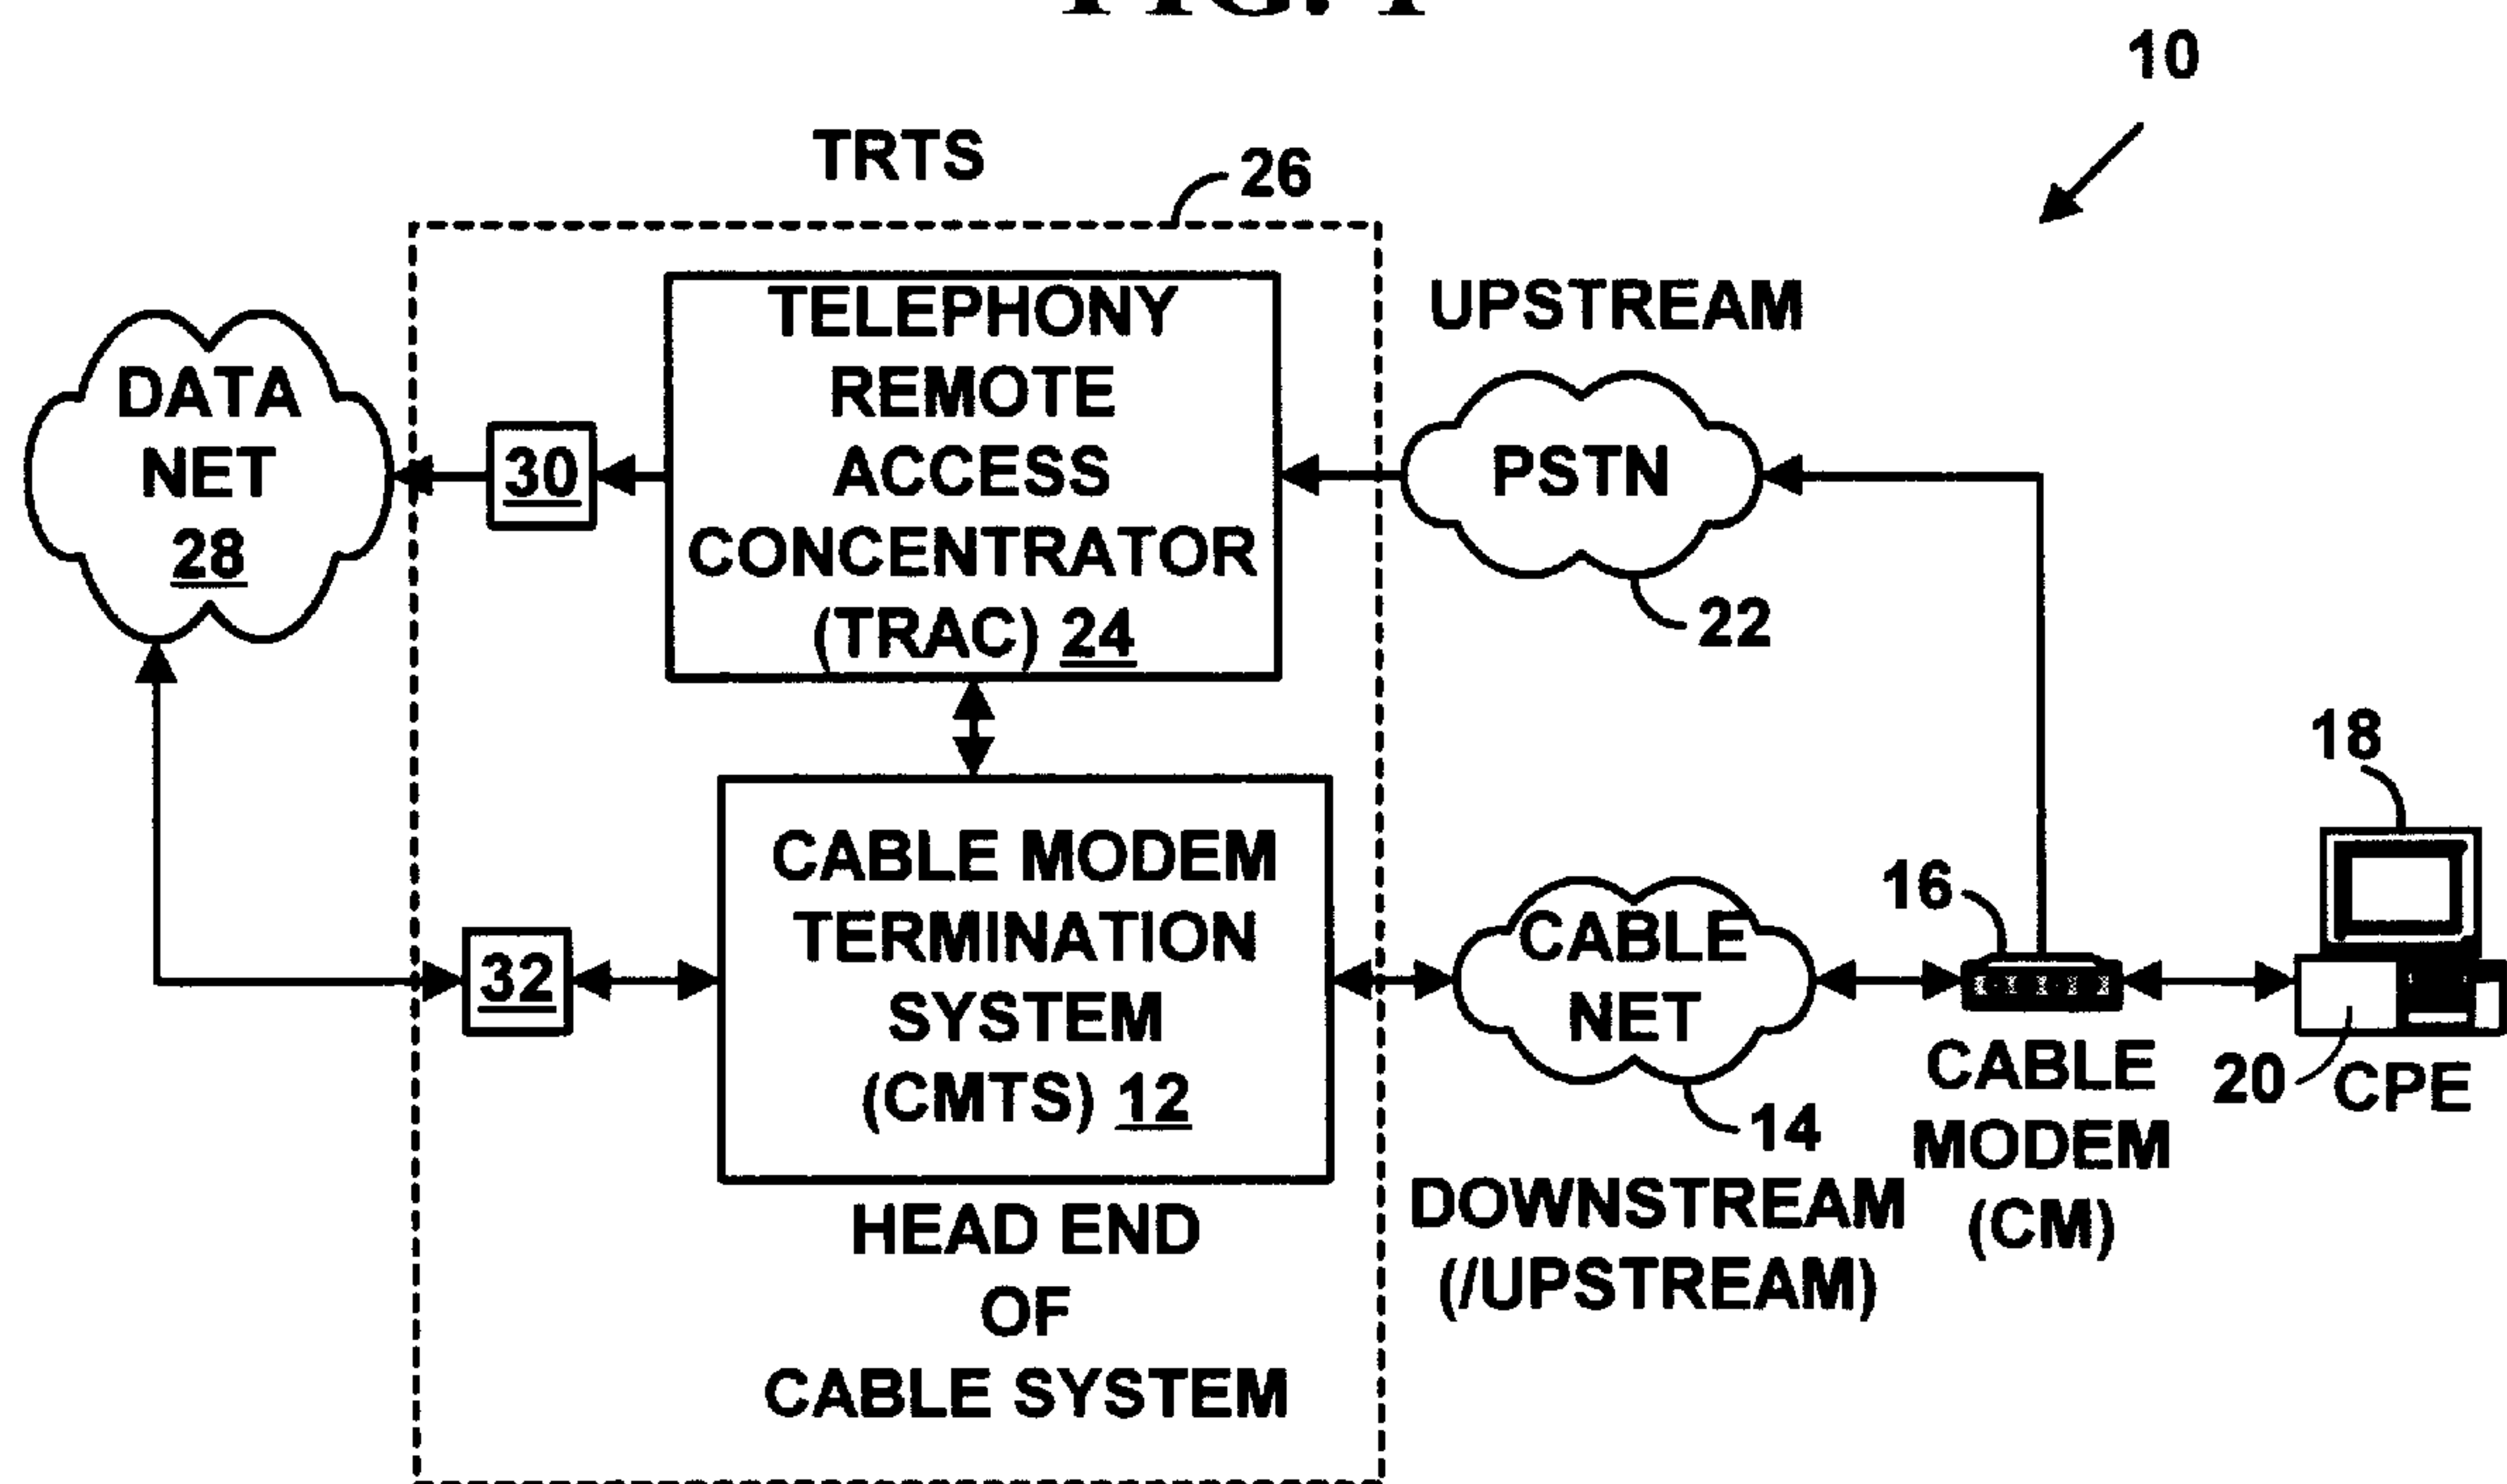 10
TRTS
26
TELEPHONY
REMOTE
ACCESS
CONCENTRATOR
(TRAC) 24
UPSTREAM
DATA
NET
28
30
PSTN
22
18
CABLE MODEM
TERMINATION
SYSTEM
(CMTS) 12
32
CABLE
NET
14
16
20
CPE
CABLE
MODEM
(CM)
DOWNSTREAM
(/UPSTREAM)
HEAD END
OF
CABLE SYSTEM